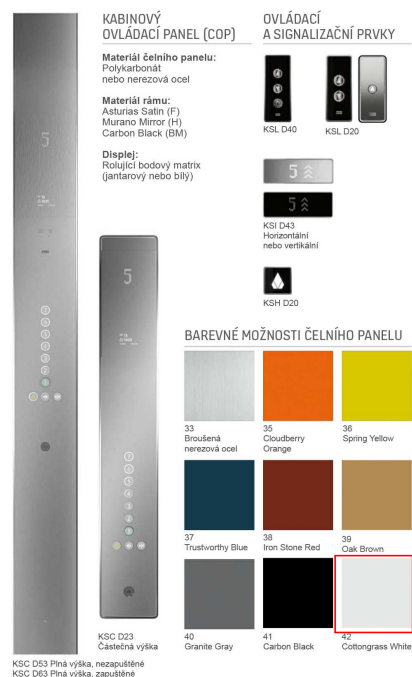 KABINOVÝ
OVLÁDACÍ PANEL (COP)
Materiál čelního panelu:
Polykarbonát
nebo nerezová ocel
Materiál rámu:
Asturias Satin (F)
Murano Mirror (H)
Carbon Black (BM)
Displej:
Rolující bodový matrix
(jantarový nebo bílý)
OVLÁDACÍ
A SIGNALIZAČNÍ PRVKY
KSL D40
KSL D20
5
5
KSI D43
Horizontální
nebo vertikální
KSH D20
5
5
KSC D23
Částečná výška
KSC D53 Plná výška, nezapuštěné
KSC D63 Plná výška, zapuštěné
BAREVNÉ MOŽNOSTI ČELNÍHO PANELU
33
Broušená
nerezová ocel
35
Cloudberry
Orange
36
Spring Yellow
37
Trustworthy Blue
38
Iron Stone Red
39
Oak Brown
40
Granite Gray
41
Carbon Black
42
Cottongrass White